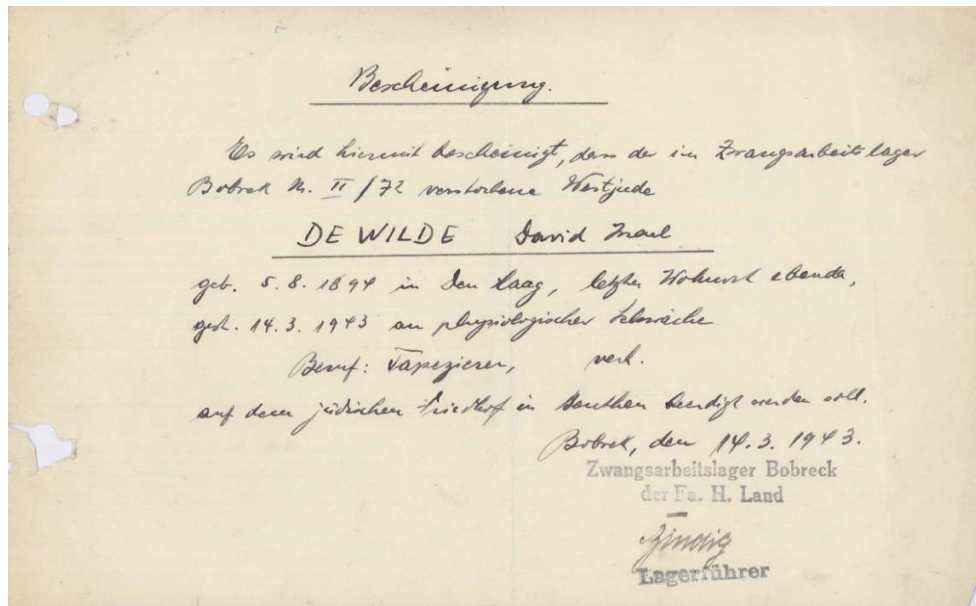 Bescheinigung.
Es wird hiermit bescheinigt, dass der im Zwangsarbeitslager
Bobrek Nr. II/72 verstorbene Westjude
DE WILDE David Israel
geb. 5.8.1894 in Den Haag, letzter Wohnort ebenda,
gest. 14.3.1943 an physiologischer Schwäche
Beruf: Tapezierer, verh.
auf dem jüdischen Friedhof in Beuthen beerdigt werden soll.
Bobrek, den 14.3.1943.
Zwangsarbeitslager Bobreck
der Fa. H. Land
Lagerführer